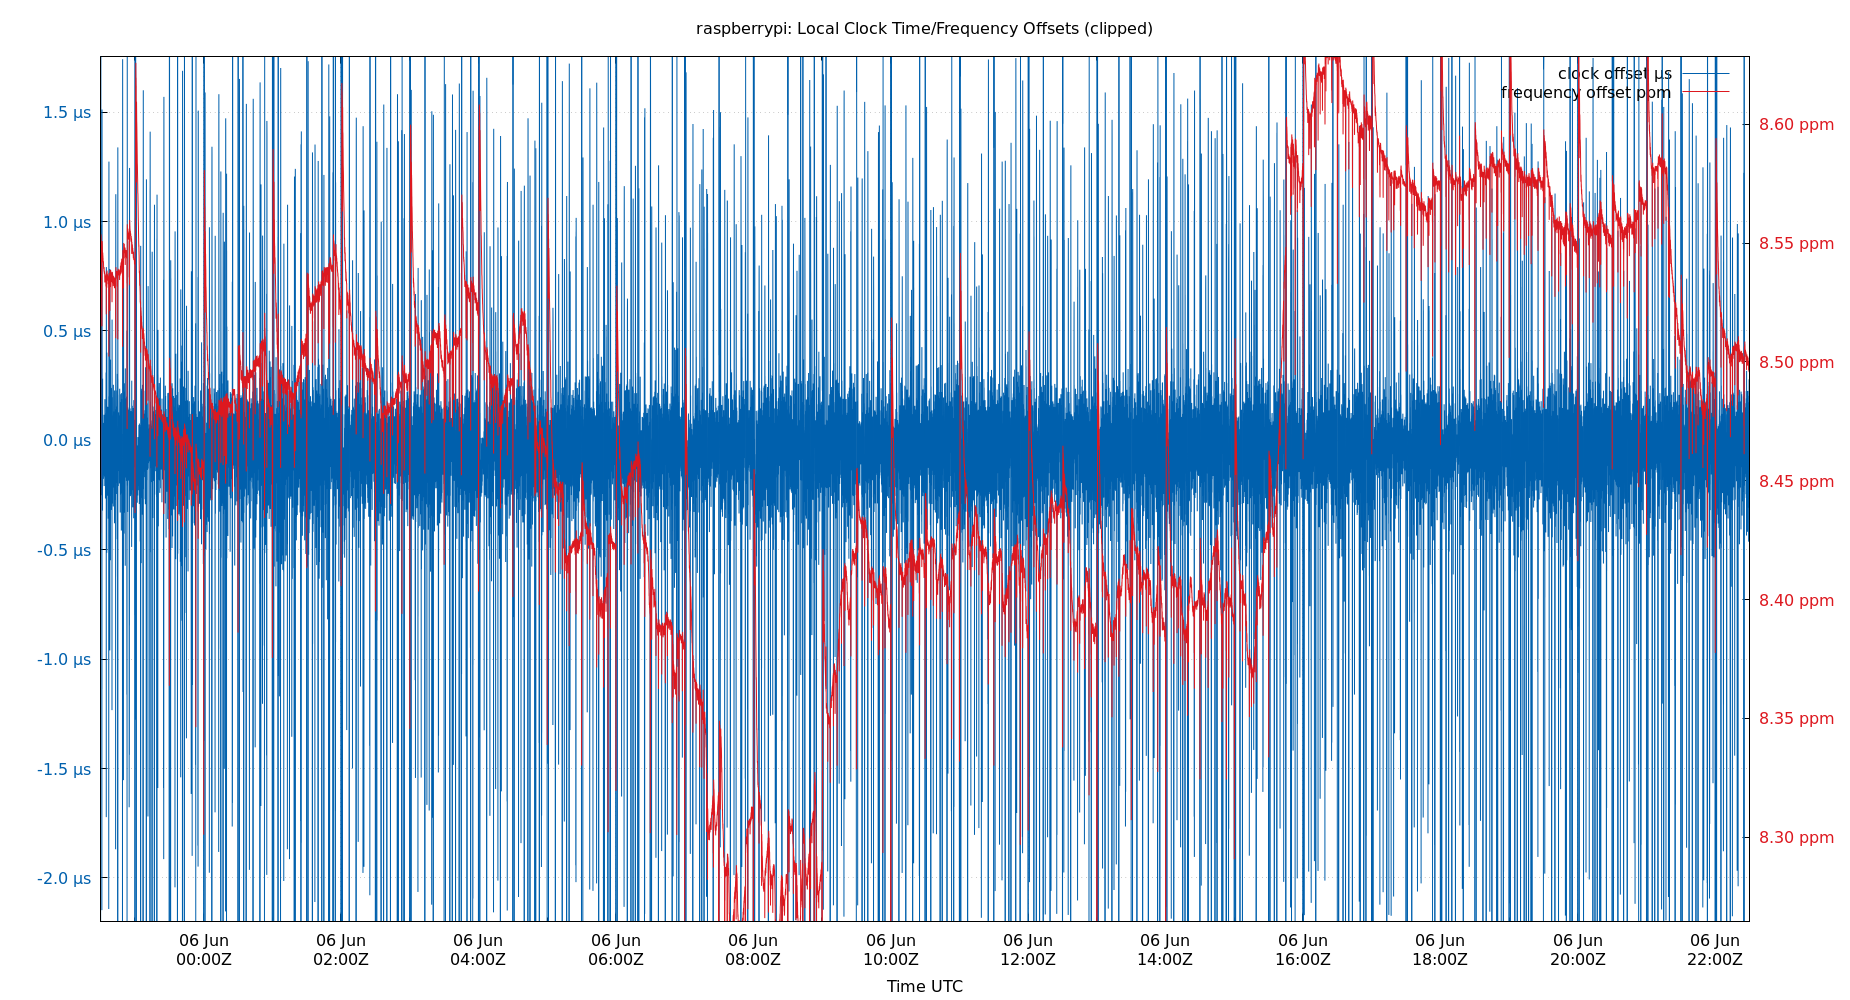 raspberrypi: Local Clock Time/Frequency Offsets (clipped)
clock offset µs
frequency offset ppm
1.5 µs
1.0 µs
0.5 µs
0.0 µs
-0.5 µs
-1.0 µs
-1.5 µs
-2.0 µs
8.60 ppm
8.55 ppm
8.50 ppm
8.45 ppm
8.40 ppm
8.35 ppm
8.30 ppm
06 Jun 06 Jun 06 Jun 06 Jun 06 Jun 06 Jun 06 Jun 06 Jun 06 Jun 06 Jun 06 Jun 06 Jun
00:00Z 02:00Z 04:00Z 06:00Z 08:00Z 10:00Z 12:00Z 14:00Z 16:00Z 18:00Z 20:00Z 22:00Z
Time UTC